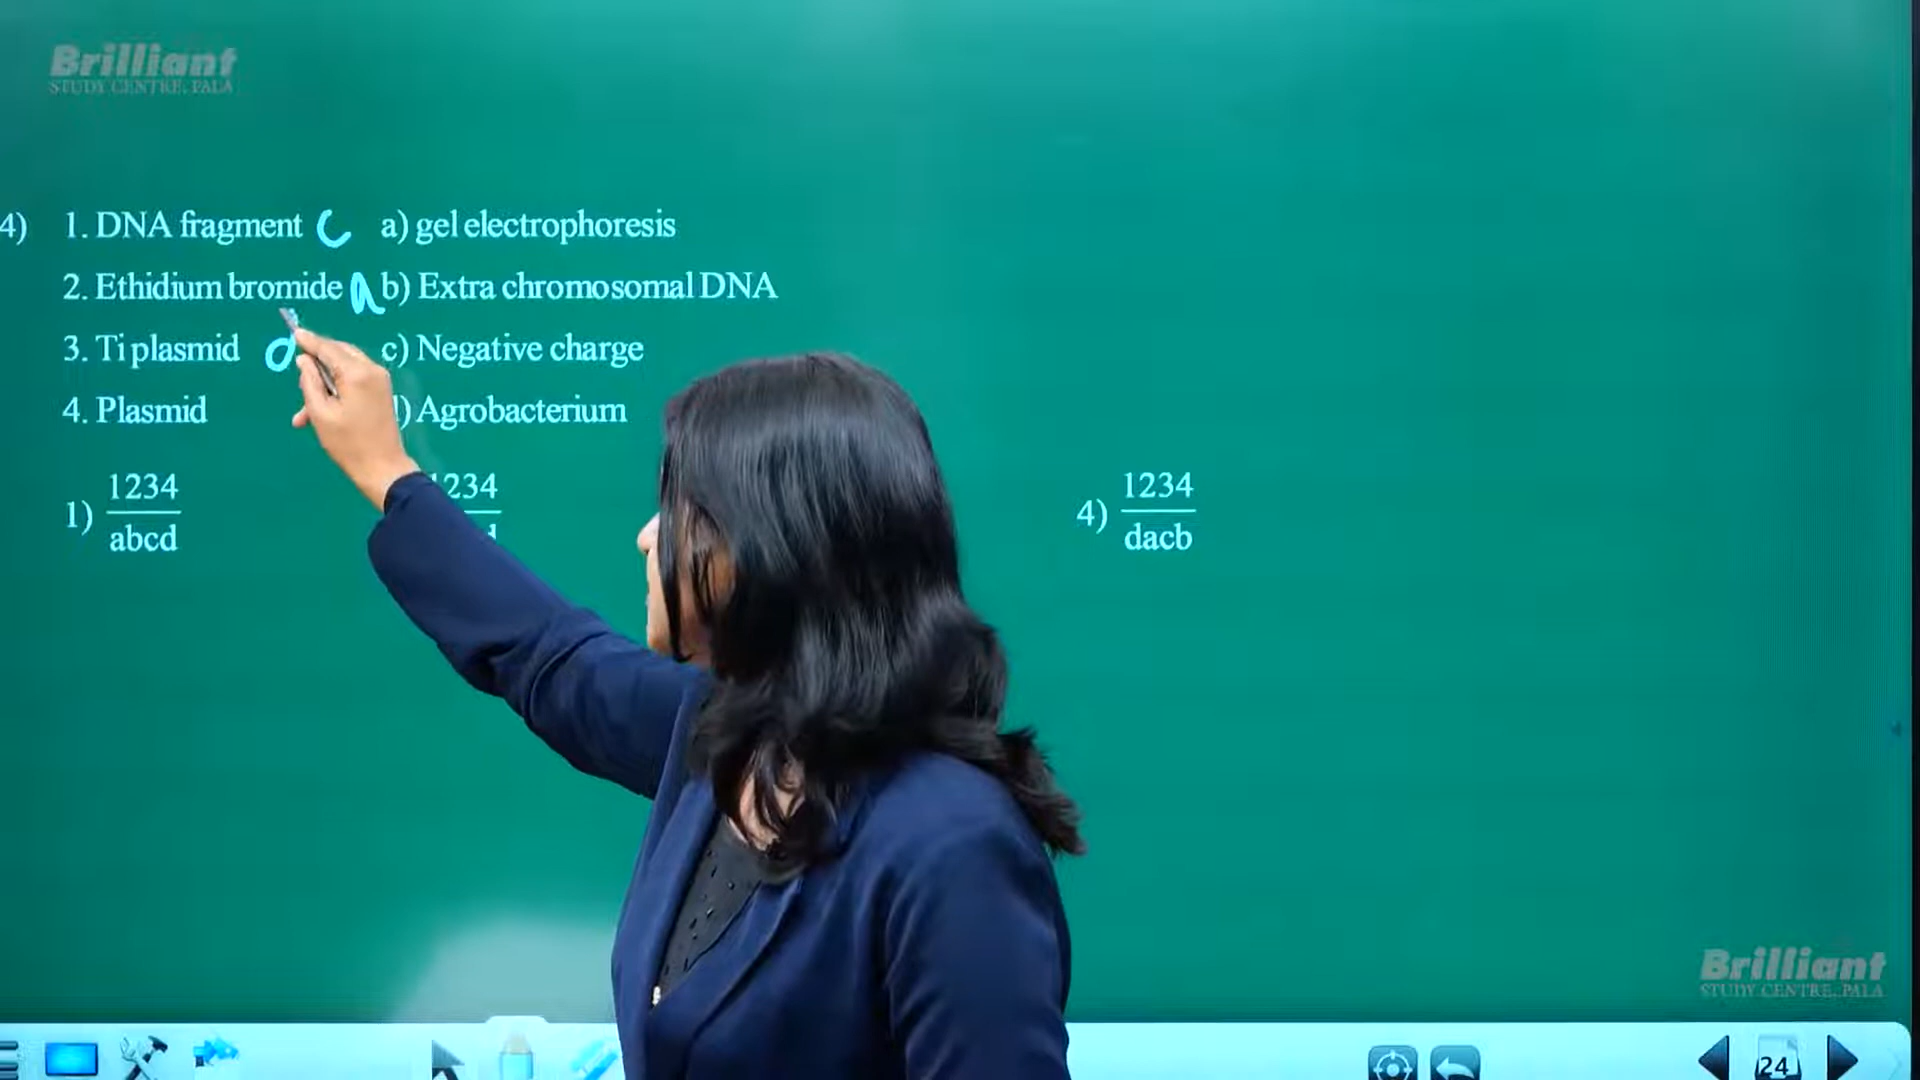 Brilliant
STUDY CENTRE, PALA
4) 1. DNA fragment c a) gel electrophoresis
2. Ethidium bromide a b) Extra chromosomal DNA
3. Ti plasmid d c) Negative charge
4. Plasmid d) Agrobacterium
1) 1234 1234 4) 1234
abcd d dacb
Brilliant
STUDY CENTRE, PALA
24